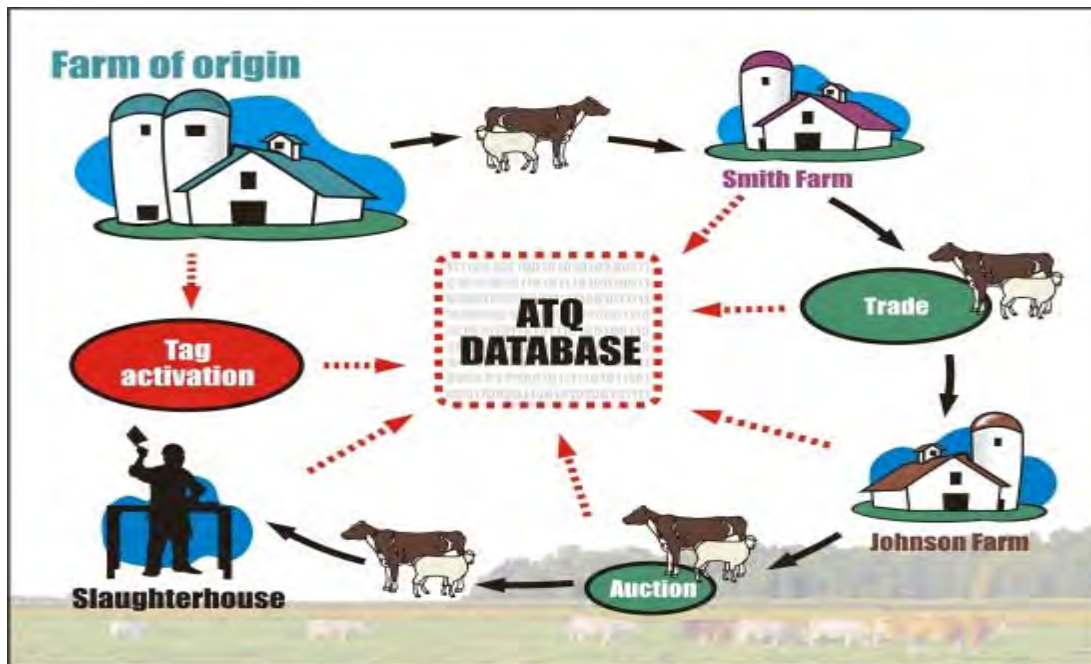 Farm of origin
Smith Farm
Trade
ATQ
DATABASE
Tag
activation
Johnson Farm
Auction
Slaughterhouse